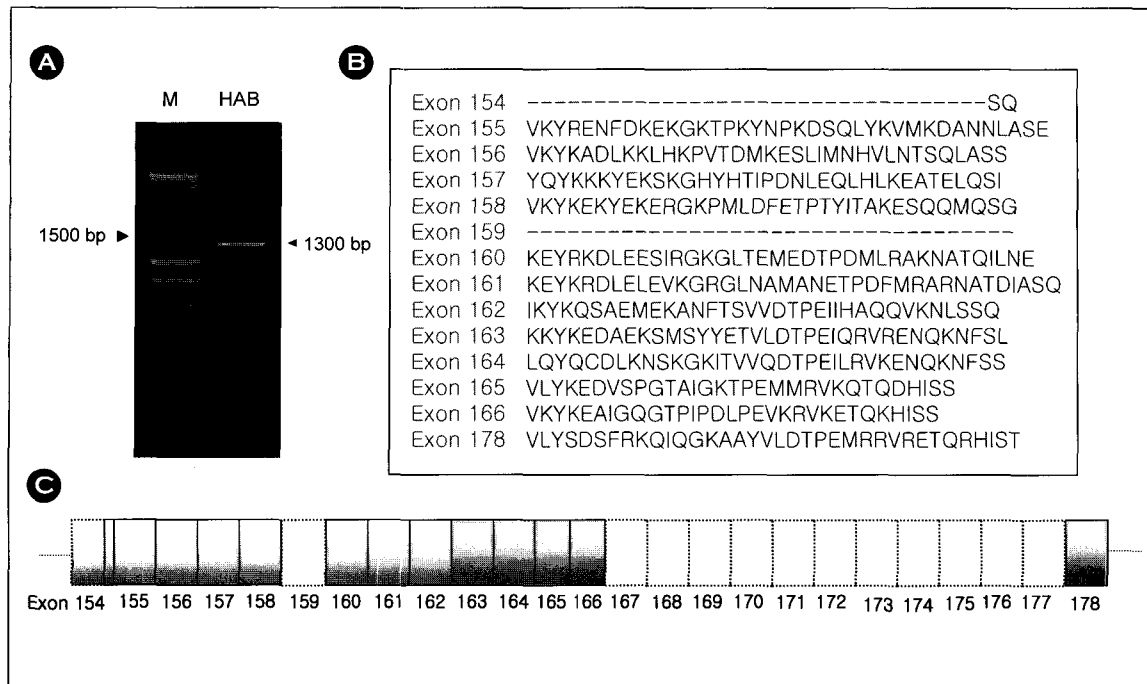 A
M HAB
1500 bp
1300 bp
B
Exon 154 ----------------------------------SQ
Exon 155 VKYRENFDKEKGKTPKYNPKDSQLYKVMKDANNLASE
Exon 156 VKYKADLKKLHKPVTDMKESLIMNHVLNTSQLASS
Exon 157 YQYKKKYEKSKGHYHTIPDNLEQLHLKEATELQSI
Exon 158 VKYKEKYEKERGKPMLDFETPTYITAKESQQMQSG
Exon 159 ------------------------------------
Exon 160 KEYRKDLEESIRGKGLTEMEDTPDMLRAKNATQILNE
Exon 161 KEYKRDLELEVKGRGLNAMANETPDFMRARNATDIASQ
Exon 162 IKYKQSAEMEKANFTSVVDTPEIIHAQQVKNLSSQ
Exon 163 KKYKEDAEKSMSYYETVLDTPEIQRVRENQKNFSL
Exon 164 LQYQCDLKNSKGKITVVQDTPEILRVKENQKNFSS
Exon 165 VLYKEDVSPGTAIGKTPEMMRVKQTQDHISS
Exon 166 VKYKEAIGQGTPIPDLPEVKRVKETQKHISS
Exon 178 VLYSDSFRKQIQGKAAYVLDTPEMRRVRETQRHIST
C
Exon 154 155 156 157 158 159 160 161 162 163 164 165 166 167 168 169 170 171 172 173 174 175 176 177 178